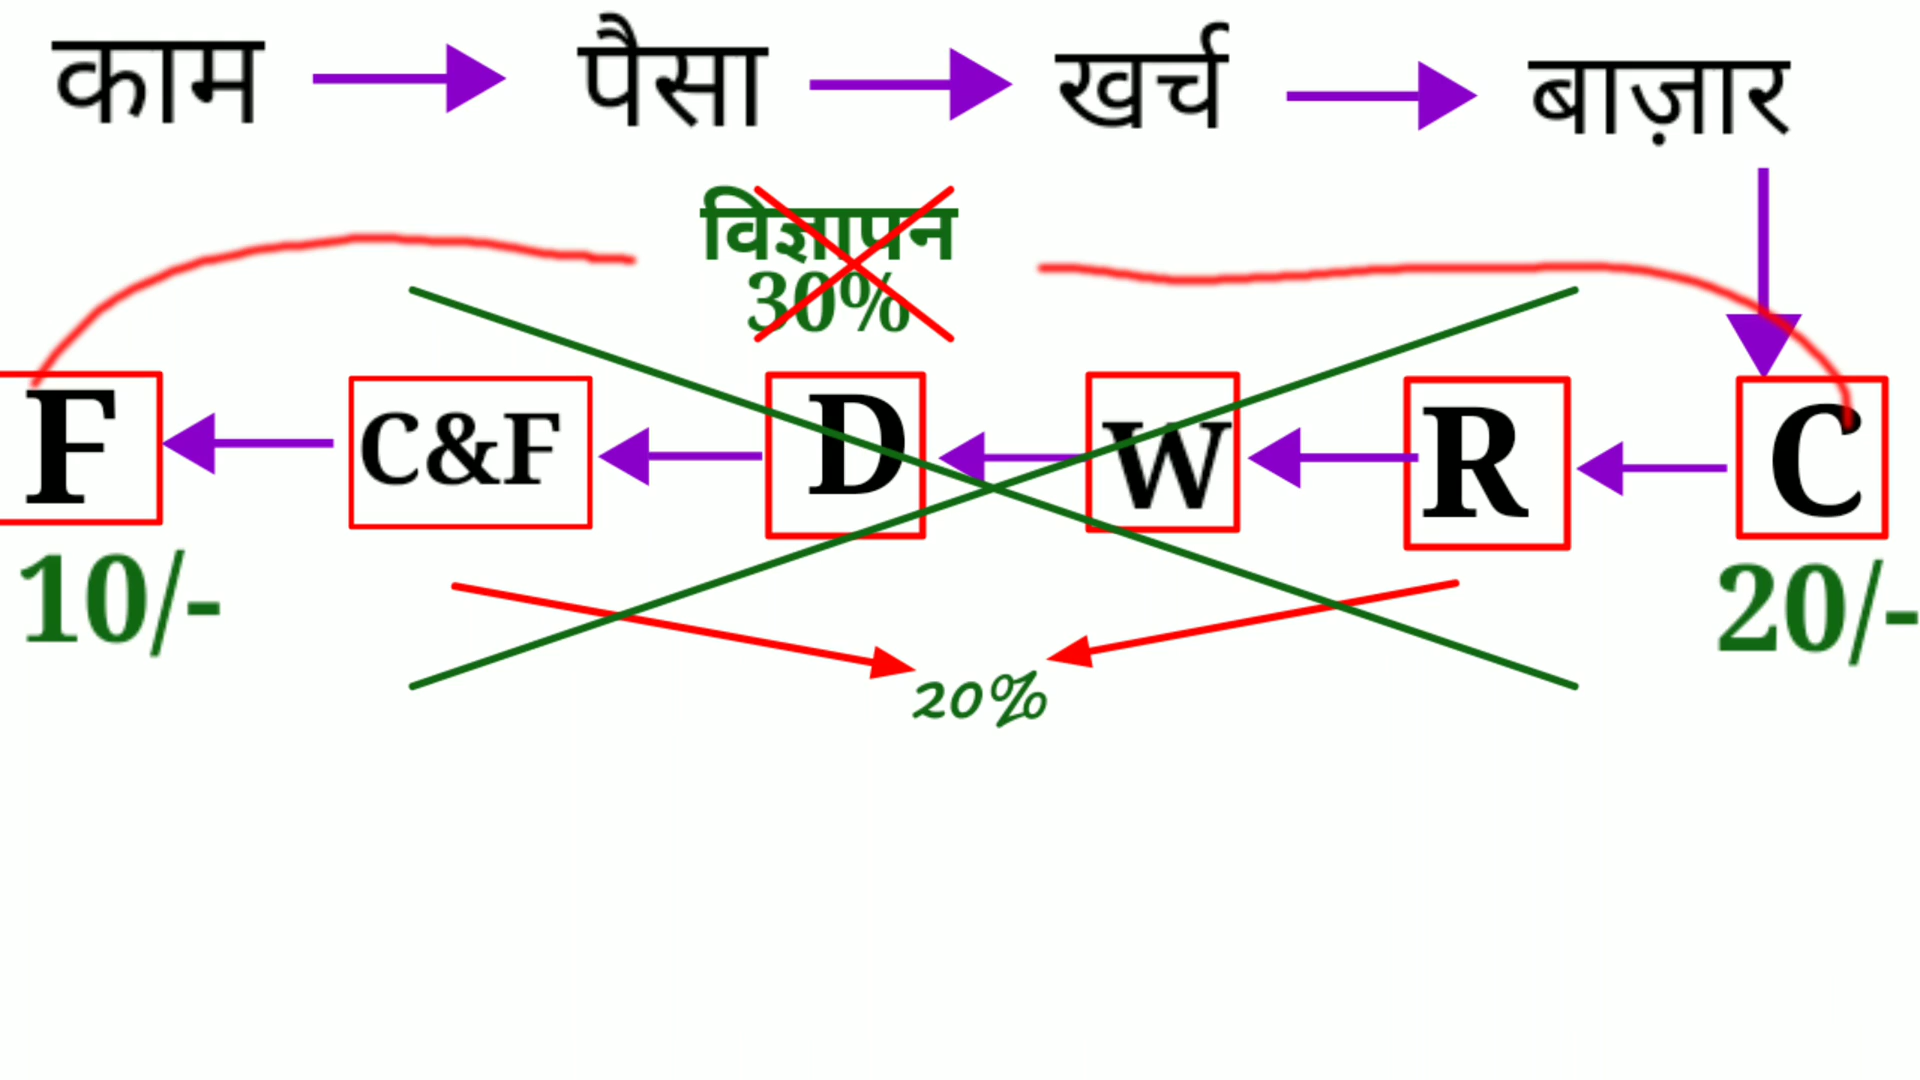 काम पैसा खर्च बाज़ार
विज्ञापन
30%
F C&F D W R C
10/- 20/-
20%